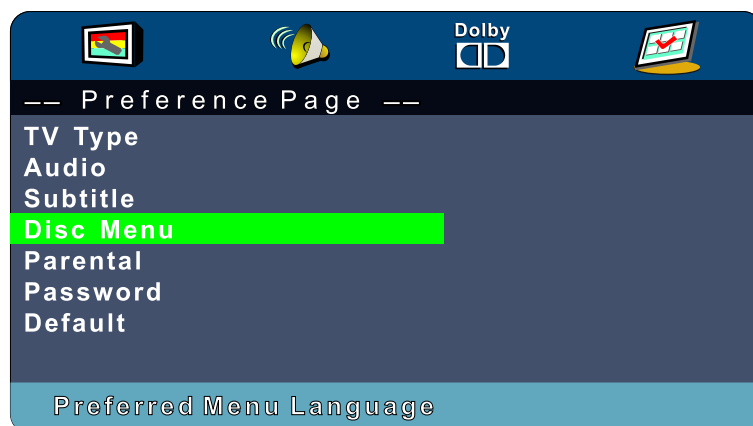 Dolby
-- Preference Page --
TV Type
Audio
Subtitle
Disc Menu
Parental
Password
Default
Preferred Menu Language